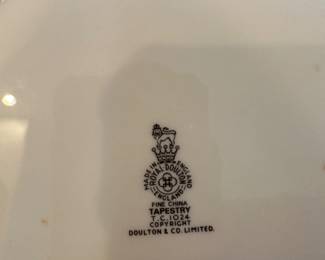 MADE IN ENGLAND
ROYAL DOULTON
ENGLAND
FINE CHINA
TAPESTRY
T.C.1024
COPYRIGHT
DOULTON & CO. LIMITED.